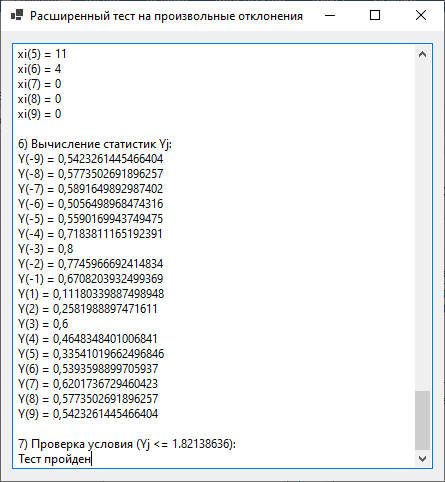 Расширенный тест на произвольные отклонения
xi(5) = 11
xi(6) = 4
xi(7) = 0
xi(8) = 0
xi(9) = 0
6) Вычисление статистик Yj:
Y(-9) = 0,5423261445466404
Y(-8) = 0,5773502691896257
Y(-7) = 0,5891649892987402
Y(-6) = 0,5056498968474316
Y(-5) = 0,5590169943749475
Y(-4) = 0,7183811165192391
Y(-3) = 0,8
Y(-2) = 0,7745966692414834
Y(-1) = 0,6708203932499369
Y(1) = 0,11180339887498948
Y(2) = 0,2581988897471611
Y(3) = 0,6
Y(4) = 0,4648348401006841
Y(5) = 0,33541019662496846
Y(6) = 0,5393598899705937
Y(7) = 0,6201736729460423
Y(8) = 0,5773502691896257
Y(9) = 0,5423261445466404
7) Проверка условия (Yj <= 1.82138636):
Тест пройден